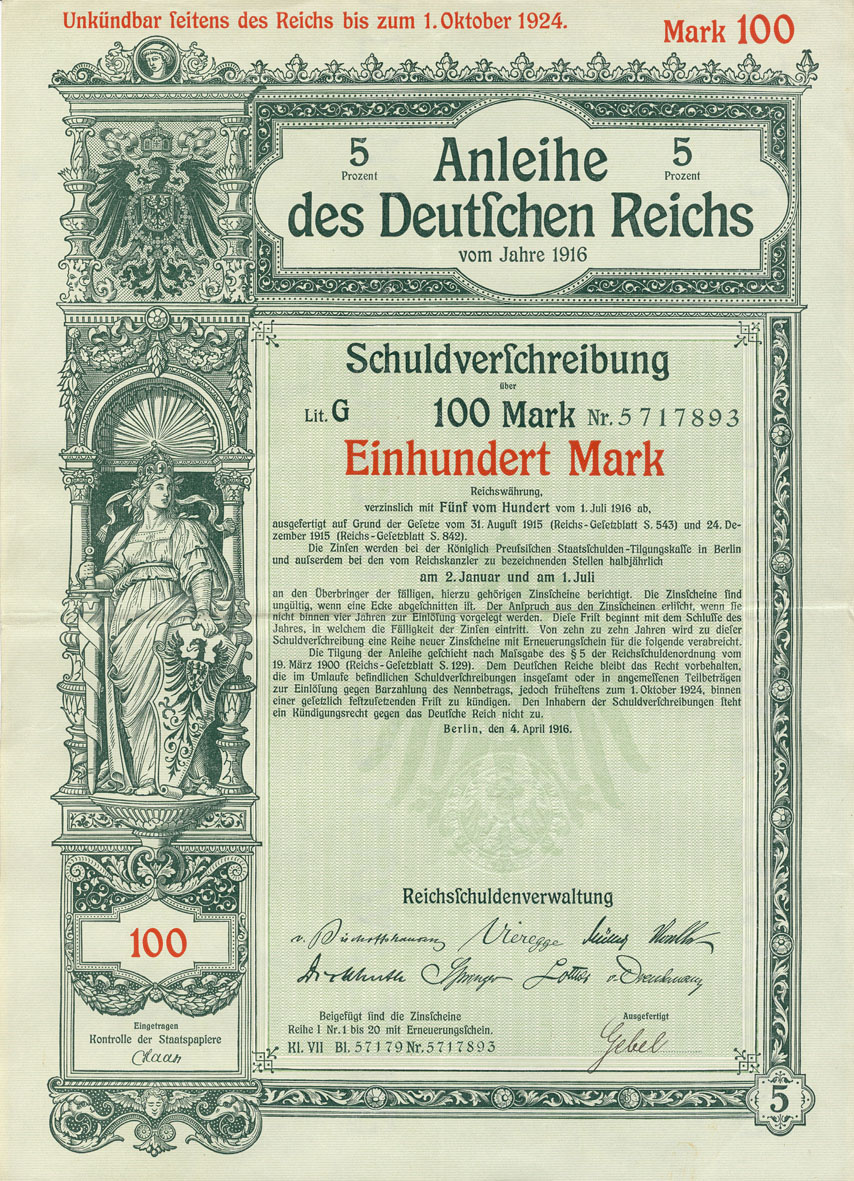 Unkündbar ſeitens des Reichs bis zum 1. Oktober 1924.
Mark 100
5 Prozent
Anleihe
5 Prozent
des Deutſchen Reichs
vom Jahre 1916
Schuldverſchreibung
über
Lit. G 100 Mark Nr. 5717893
Einhundert Mark
Reichswährung,
verzinslich mit Fünf vom Hundert vom 1. Juli 1916 ab,
ausgefertigt auf Grund der Geſetze vom 31. Auguſt 1915 (Reichs-Geſetzblatt S. 543) und 24. De-
zember 1915 (Reichs-Geſetzblatt S. 842).
Die Zinſen werden bei der Königlich Preuſsiſchen Staatsſchulden-Tilgungskaſſe in Berlin
und auſserdem bei den vom Reichskanzler zu bezeichnenden Stellen halbjährlich
am 2. Januar und am 1. Juli
an den Überbringer der fälligen, hierzu gehörigen Zinsſcheine berichtigt. Die Zinsſcheine ſind
ungültig, wenn eine Ecke abgeſchnitten iſt. Der Anſpruch aus den Zinsſcheinen erliſcht, wenn ſie
nicht binnen vier Jahren zur Einlöſung vorgelegt werden. Dieſe Friſt beginnt mit dem Schluſſe des
Jahres, in welchem die Fälligkeit der Zinſen eintritt. Von zehn zu zehn Jahren wird zu dieſer
Schuldverſchreibung eine Reihe neuer Zinsſcheine mit Erneuerungsſchein für die folgende verabreicht.
Die Tilgung der Anleihe geſchieht nach Maſsgabe des § 5 der Reichsſchuldenordnung vom
19. März 1900 (Reichs-Geſetzblatt S. 129). Dem Deutſchen Reiche bleibt das Recht vorbehalten,
die im Umlaufe befindlichen Schuldverſchreibungen insgeſamt oder in angemeſſenen Teilbeträgen
zur Einlöſung gegen Barzahlung des Nennbetrags, jedoch früheſtens zum 1. Oktober 1924, binnen
einer geſetzlich feſtzuſetzenden Friſt zu kündigen. Den Inhabern der Schuldverſchreibungen ſteht
ein Kündigungsrecht gegen das Deutſche Reich nicht zu.
Berlin, den 4. April 1916.
Reichsſchuldenverwaltung
v. Bischoffshausen Vieregge Müller
Dickhuth Springer Lottes v. Drenkmann
100
Eingetragen
Kontrolle der Staatspapiere
Haan
Beigefügt ſind die Zinsſcheine
Reihe I Nr. 1 bis 20 mit Erneuerungsſchein.
Kl. VII Bl. 57179 Nr. 5717893
Ausgefertigt
Gebel
5